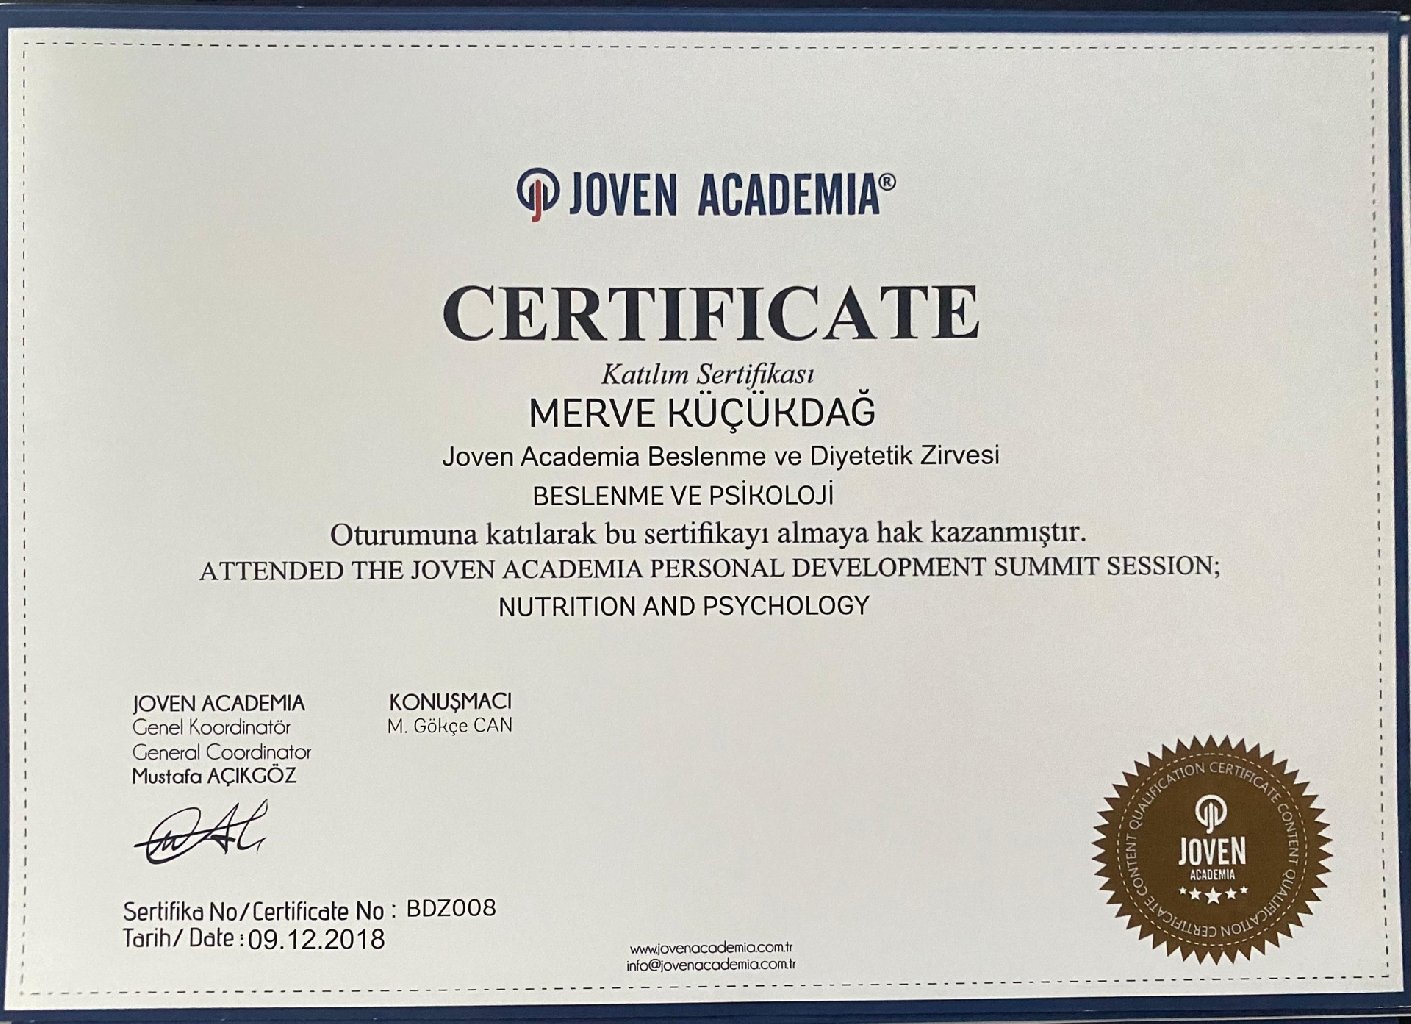 JOVEN ACADEMIA®
CERTIFICATE
Katılım Sertifikası
MERVE KÜÇÜKDAĞ
Joven Academia Beslenme ve Diyetetik Zirvesi
BESLENME VE PSİKOLOJİ
Oturumuna katılarak bu sertifikayı almaya hak kazanmıştır.
ATTENDED THE JOVEN ACADEMIA PERSONAL DEVELOPMENT SUMMIT SESSION;
NUTRITION AND PSYCHOLOGY
JOVEN ACADEMIA
Genel Koordinatör
General Coordinator
Mustafa AÇIKGÖZ
KONUŞMACI
M. Gökçe CAN
Sertifika No/Certificate No : BDZ008
Tarih/ Date : 09.12.2018
www.jovenacademia.com.tr
info@jovenacademia.com.tr
CONTENT QUALIFICATION CERTIFICATE CONTENT QUALIFICATION CERTIFICATE
JOVEN
ACADEMIA